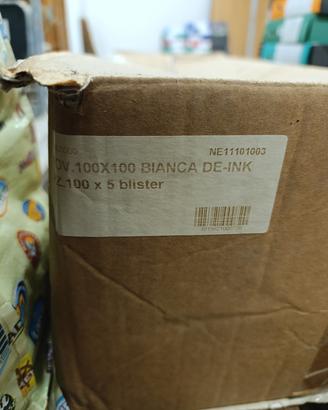 NE11101003
OV.100X100 BIANCA DE-INK
Z.100 x 5 blister